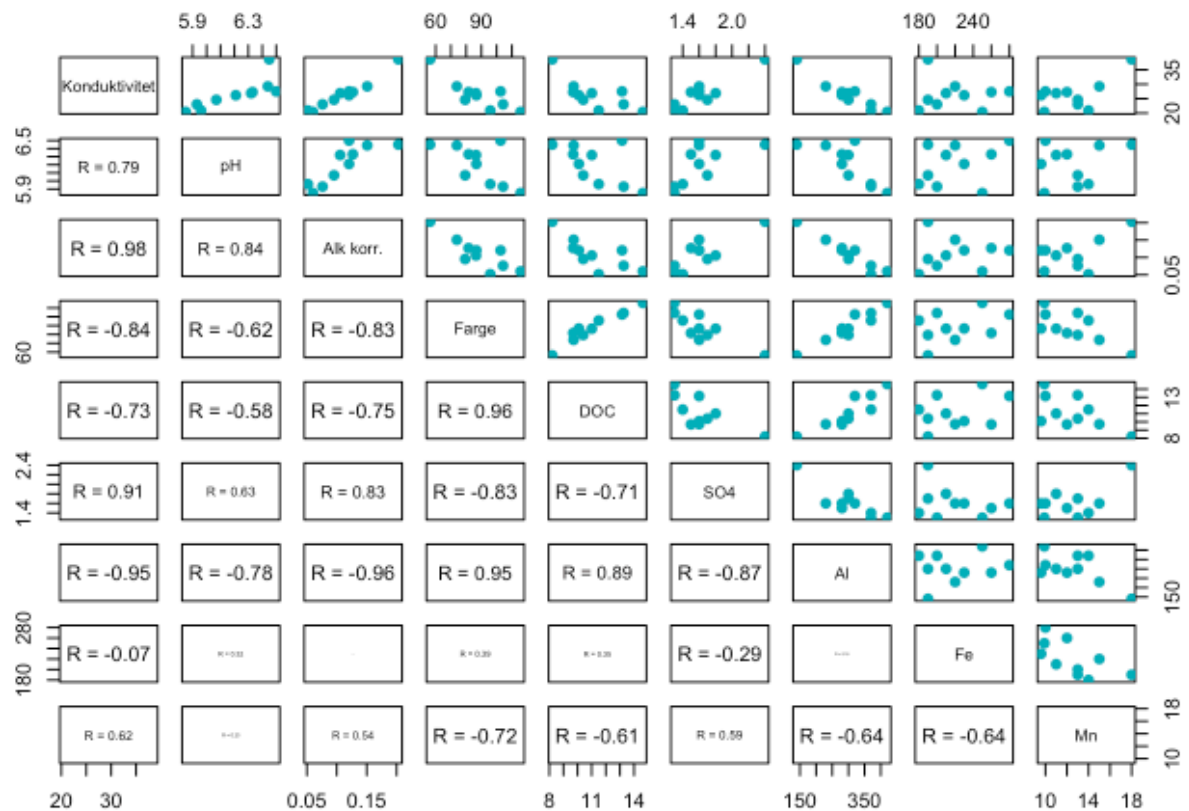 5.9 6.3 60 90 1.4 2.0 180 240
Konduktivitet 20 35
5.9 6.5 R = 0.79 pH
R = 0.98 R = 0.84 Alk korr. 0.05
60 R = -0.84 R = -0.62 R = -0.83 Farge
R = -0.73 R = -0.58 R = -0.75 R = 0.96 DOC 8 13
1.4 2.4 R = 0.91 R = 0.63 R = 0.83 R = -0.83 R = -0.71 SO4
R = -0.95 R = -0.78 R = -0.96 R = 0.95 R = 0.89 R = -0.87 Al 150
180 280 R = -0.07 R = R = R = R = -0.29 Fe
R = 0.62 R = 0.54 R = -0.72 R = -0.61 R = 0.59 R = -0.64 R = -0.64 Mn 10 18
20 30 0.05 0.15 8 11 14 150 350 10 14 18